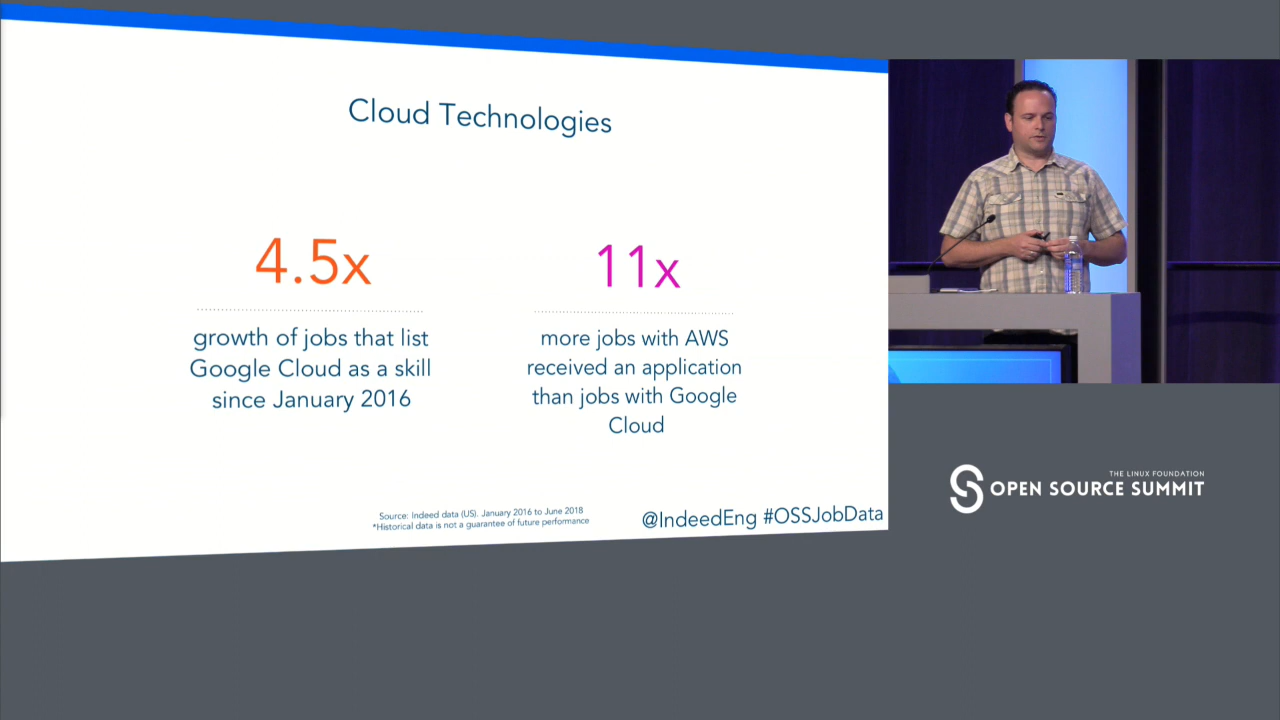 Cloud Technologies
4.5x
growth of jobs that list
Google Cloud as a skill
since January 2016
11x
more jobs with AWS
received an application
than jobs with Google
Cloud
Source: Indeed data (US). January 2016 to June 2018
*Historical data is not a guarantee of future performance
@IndeedEng #OSSJobData
THE LINUX FOUNDATION
OPEN SOURCE SUMMIT